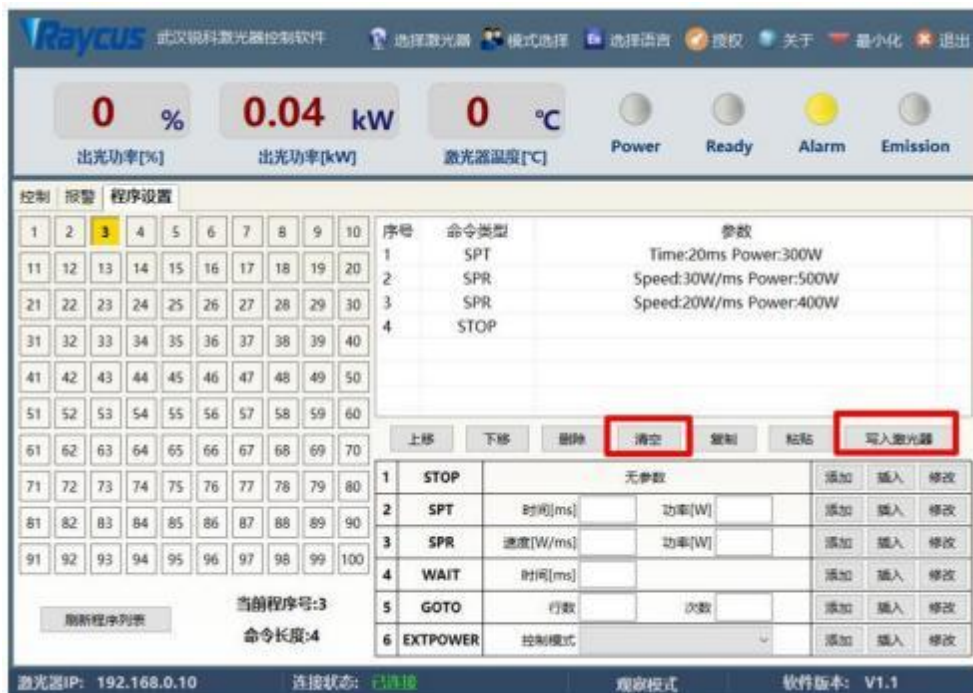 Raycus 武汉锐科激光器控制软件 选择激光器 模式选择 En 选择语言 授权 关于 最小化 退出
0 % 0.04 kW 0 ℃
出光功率[%] 出光功率[kW] 激光器温度[℃] Power Ready Alarm Emission
控制 报警 程序设置
1 2 3 4 5 6 7 8 9 10
11 12 13 14 15 16 17 18 19 20
21 22 23 24 25 26 27 28 29 30
31 32 33 34 35 36 37 38 39 40
41 42 43 44 45 46 47 48 49 50
51 52 53 54 55 56 57 58 59 60
61 62 63 64 65 66 67 68 69 70
71 72 73 74 75 76 77 78 79 80
81 82 83 84 85 86 87 88 89 90
91 92 93 94 95 96 97 98 99 100
刷新程序列表 当前程序号:3
命令长度:4
序号 命令类型 参数
1 SPT Time:20ms Power:300W
2 SPR Speed:30W/ms Power:500W
3 SPR Speed:20W/ms Power:400W
4 STOP
上移 下移 删除 清空 复制 粘贴 写入激光器
1 STOP 无参数 添加 插入 修改
2 SPT 时间[ms] 功率[W] 添加 插入 修改
3 SPR 速度[W/ms] 功率[W] 添加 插入 修改
4 WAIT 时间[ms] 添加 插入 修改
5 GOTO 行数 次数 添加 插入 修改
6 EXTPOWER 控制模式 添加 插入 修改
激光器IP: 192.168.0.10 连接状态: 已连接 观察模式 软件版本: V1.1